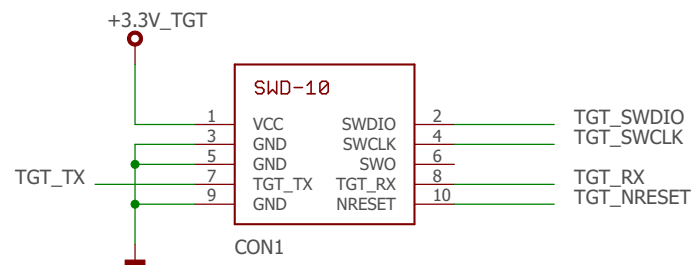 +3.3V_TGT
SWD-10
1 VCC SWDIO 2 TGT_SWDIO
3 GND SWCLK 4 TGT_SWCLK
5 GND SWO 6
TGT_TX 7 TGT_TX TGT_RX 8 TGT_RX
9 GND NRESET 10 TGT_NRESET
CON1